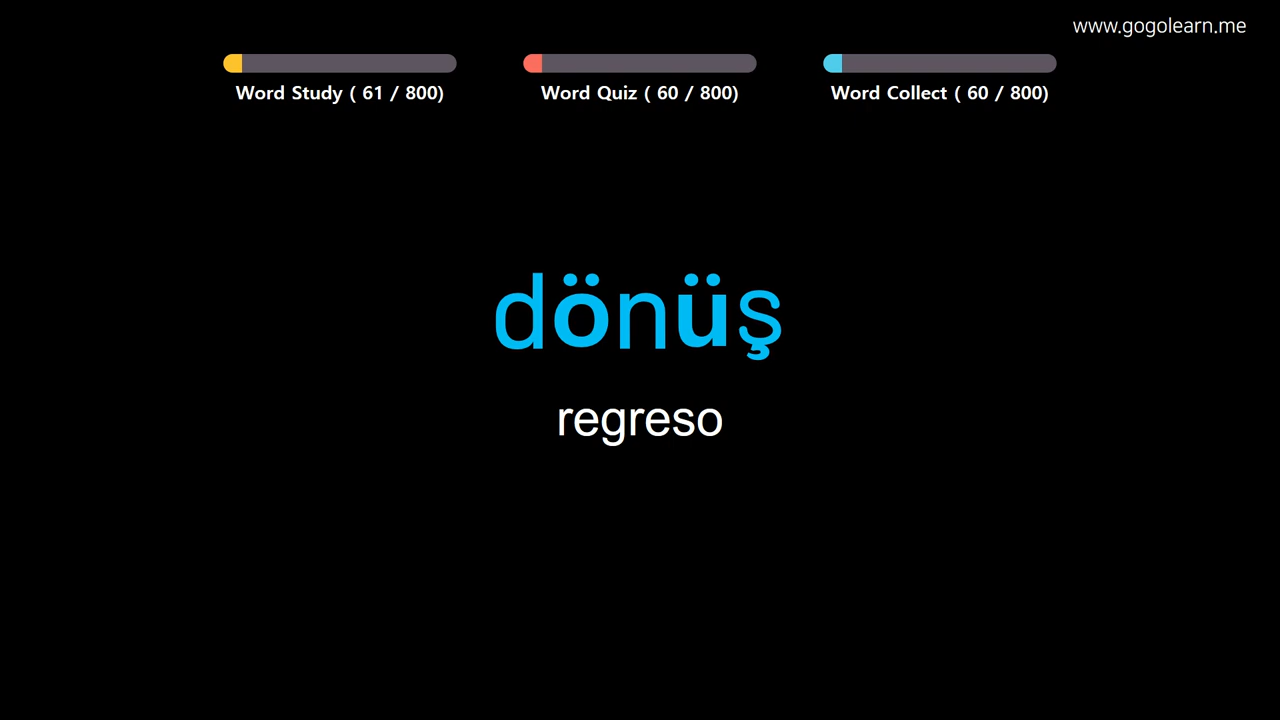 www.gogolearn.me
Word Study ( 61 / 800)
Word Quiz ( 60 / 800)
Word Collect ( 60 / 800)
dönüş
regreso